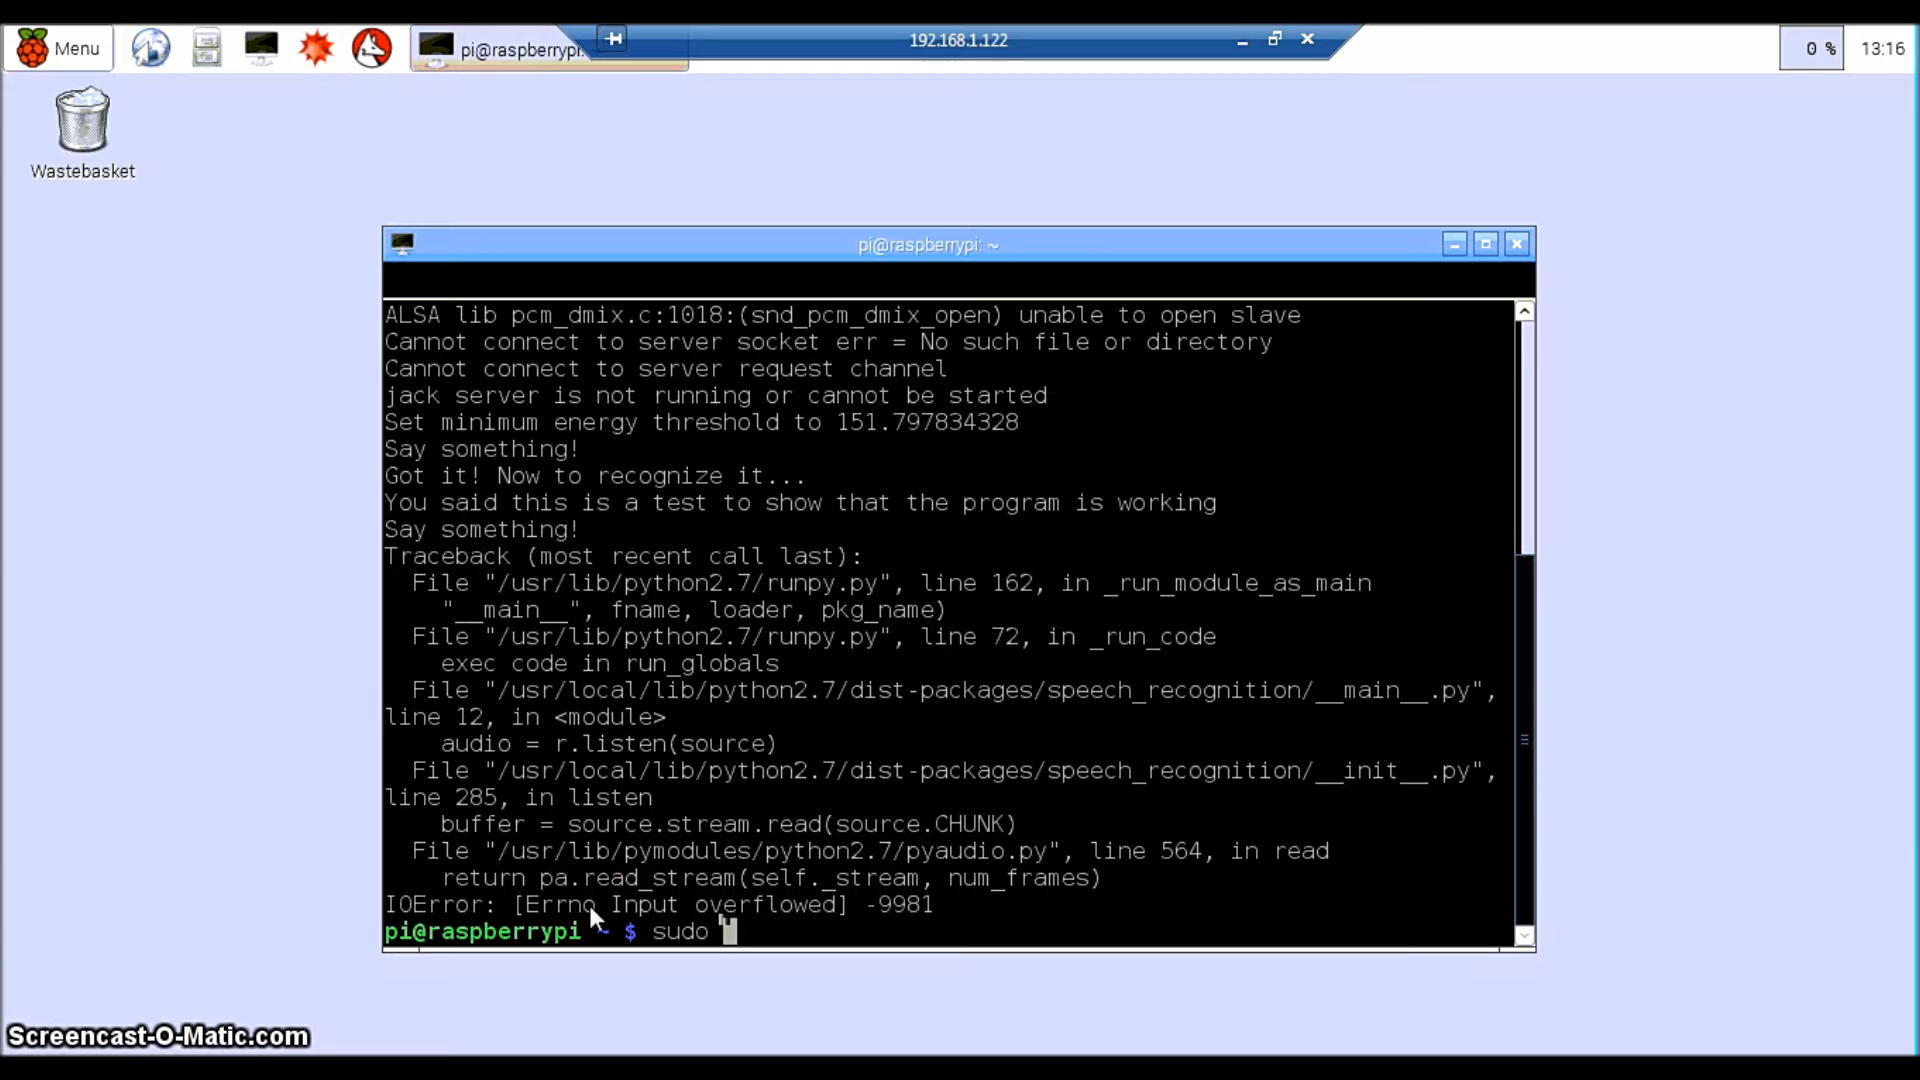 Menu
pi@raspberrypi:
192.168.1.122
0 %
13:16
Wastebasket
pi@raspberrypi: ~
ALSA lib pcm_dmix.c:1018:(snd_pcm_dmix_open) unable to open slave
Cannot connect to server socket err = No such file or directory
Cannot connect to server request channel
jack server is not running or cannot be started
Set minimum energy threshold to 151.797834328
Say something!
Got it! Now to recognize it...
You said this is a test to show that the program is working
Say something!
Traceback (most recent call last):
  File "/usr/lib/python2.7/runpy.py", line 162, in _run_module_as_main
    "__main__", fname, loader, pkg_name)
  File "/usr/lib/python2.7/runpy.py", line 72, in _run_code
    exec code in run_globals
  File "/usr/local/lib/python2.7/dist-packages/speech_recognition/__main__.py",
line 12, in <module>
    audio = r.listen(source)
  File "/usr/local/lib/python2.7/dist-packages/speech_recognition/__init__.py",
line 285, in listen
    buffer = source.stream.read(source.CHUNK)
  File "/usr/lib/pymodules/python2.7/pyaudio.py", line 564, in read
    return pa.read_stream(self._stream, num_frames)
IOError: [Errno Input overflowed] -9981
pi@raspberrypi ~ $ sudo
Screencast-O-Matic.com